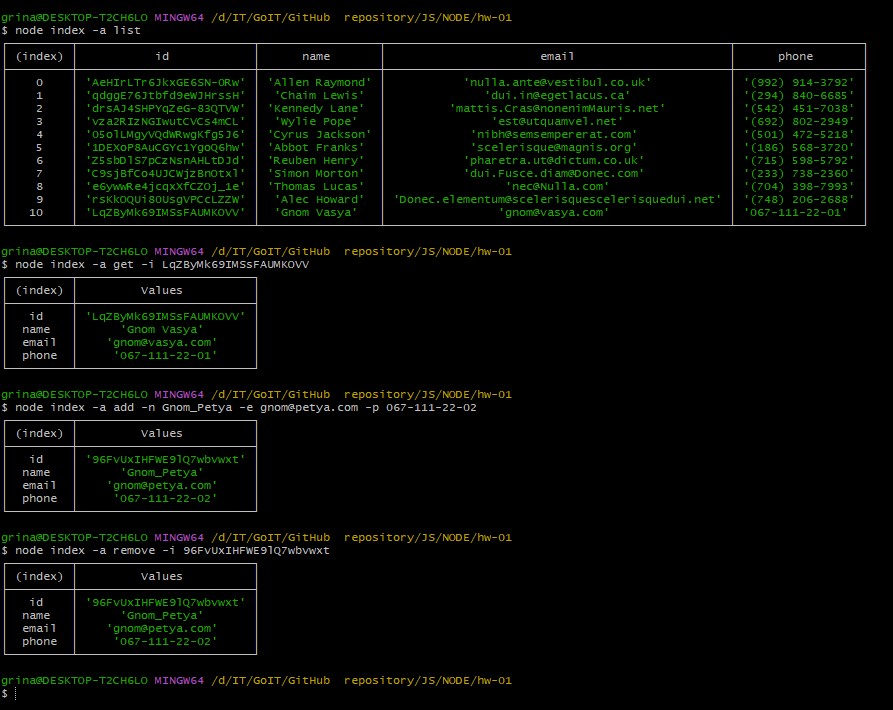 grina@DESKTOP-T2CH6LO MINGW64 /d/IT/GoIT/GitHub  repository/JS/NODE/hw-01
$ node index -a list
(index) id name email phone
0 'AeHIrLTr6JkxGE6SN-0Rw' 'Allen Raymond' 'nulla.ante@vestibul.co.uk' '(992) 914-3792'
1 'qdggE76Jtbfd9eWJHrssH' 'Chaim Lewis' 'dui.in@egetlacus.ca' '(294) 840-6685'
2 'drsAJ4SHPYqZeG-83QTVW' 'Kennedy Lane' 'mattis.Cras@nonenimMauris.net' '(542) 451-7038'
3 'vza2RIzNGIwutCVCs4mCL' 'Wylie Pope' 'est@utquamvel.net' '(692) 802-2949'
4 '05olLMgyVQdWRwgKfg5J6' 'Cyrus Jackson' 'nibh@semsempererat.com' '(501) 472-5218'
5 '1DEXoP8AuCGYc1YgoQ6hw' 'Abbot Franks' 'scelerisque@magnis.org' '(186) 568-3720'
6 'Z5sbDlS7pCzNsnAHLtDJd' 'Reuben Henry' 'pharetra.ut@dictum.co.uk' '(715) 598-5792'
7 'C9sjBfCo4UJCWjzBnOtxl' 'Simon Morton' 'dui.Fusce.diam@Donec.com' '(233) 738-2360'
8 'e6ywwRe4jcqxXfCZOj_1e' 'Thomas Lucas' 'nec@Nulla.com' '(704) 398-7993'
9 'rsKkOQUi80UsgVPCcLZZW' 'Alec Howard' 'Donec.elementum@scelerisquescelerisquedui.net' '(748) 206-2688'
10 'LqZByMk69IMSsFAUMKOVV' 'Gnom Vasya' 'gnom@vasya.com' '067-111-22-01'
grina@DESKTOP-T2CH6LO MINGW64 /d/IT/GoIT/GitHub  repository/JS/NODE/hw-01
$ node index -a get -i LqZByMk69IMSsFAUMKOVV
(index) Values
id 'LqZByMk69IMSsFAUMKOVV'
name 'Gnom Vasya'
email 'gnom@vasya.com'
phone '067-111-22-01'
grina@DESKTOP-T2CH6LO MINGW64 /d/IT/GoIT/GitHub  repository/JS/NODE/hw-01
$ node index -a add -n Gnom_Petya -e gnom@petya.com -p 067-111-22-02
(index) Values
id '96FvUxIHFWE9lQ7wbvwxt'
name 'Gnom_Petya'
email 'gnom@petya.com'
phone '067-111-22-02'
grina@DESKTOP-T2CH6LO MINGW64 /d/IT/GoIT/GitHub  repository/JS/NODE/hw-01
$ node index -a remove -i 96FvUxIHFWE9lQ7wbvwxt
(index) Values
id '96FvUxIHFWE9lQ7wbvwxt'
name 'Gnom_Petya'
email 'gnom@petya.com'
phone '067-111-22-02'
grina@DESKTOP-T2CH6LO MINGW64 /d/IT/GoIT/GitHub  repository/JS/NODE/hw-01
$